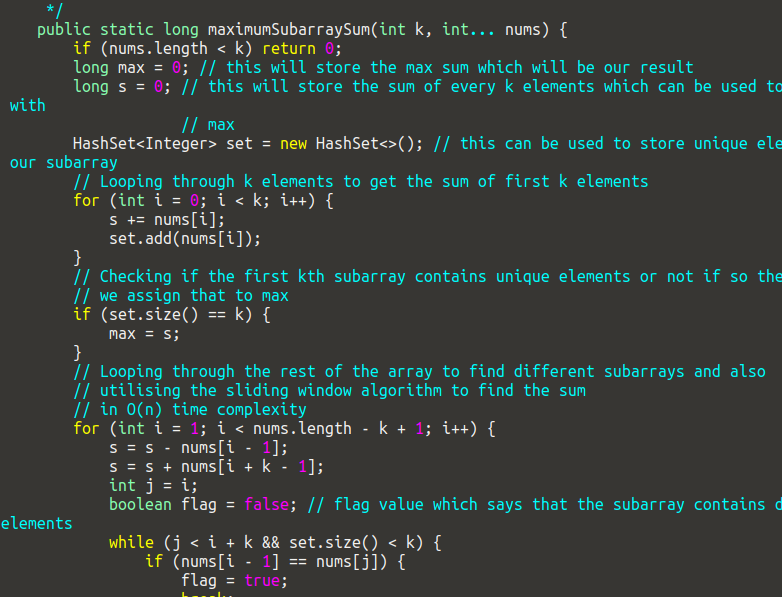 */
public static long maximumSubarraySum(int k, int... nums) {
if (nums.length < k) return 0;
long max = 0; // this will store the max sum which will be our result
long s = 0; // this will store the sum of every k elements which can be used to
with
// max
HashSet<Integer> set = new HashSet<>(); // this can be used to store unique ele
our subarray
// Looping through k elements to get the sum of first k elements
for (int i = 0; i < k; i++) {
s += nums[i];
set.add(nums[i]);
}
// Checking if the first kth subarray contains unique elements or not if so the
// we assign that to max
if (set.size() == k) {
max = s;
}
// Looping through the rest of the array to find different subarrays and also
// utilising the sliding window algorithm to find the sum
// in O(n) time complexity
for (int i = 1; i < nums.length - k + 1; i++) {
s = s - nums[i - 1];
s = s + nums[i + k - 1];
int j = i;
boolean flag = false; // flag value which says that the subarray contains d
elements
while (j < i + k && set.size() < k) {
if (nums[i - 1] == nums[j]) {
flag = true;
break;